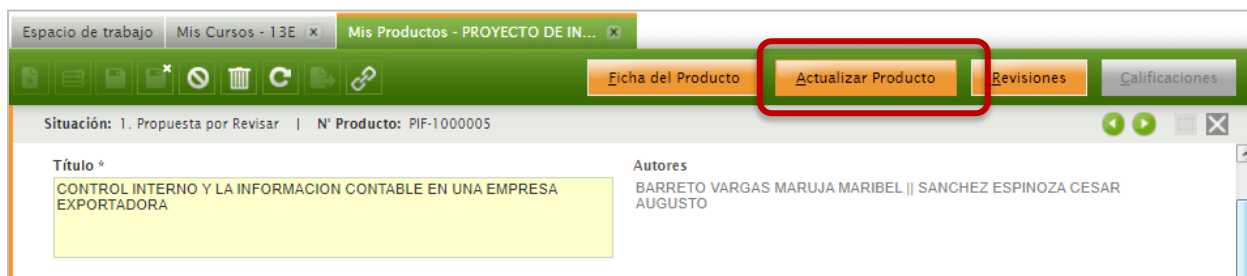 Espacio de trabajo Mis Cursos - 13E Mis Productos - PROYECTO DE IN...
Ficha del Producto Actualizar Producto Revisiones Calificaciones
Situación: 1. Propuesta por Revisar | N° Producto: PIF-1000005
Título * Autores
CONTROL INTERNO Y LA INFORMACION CONTABLE EN UNA EMPRESA
EXPORTADORA
BARRETO VARGAS MARUJA MARIBEL || SANCHEZ ESPINOZA CESAR
AUGUSTO